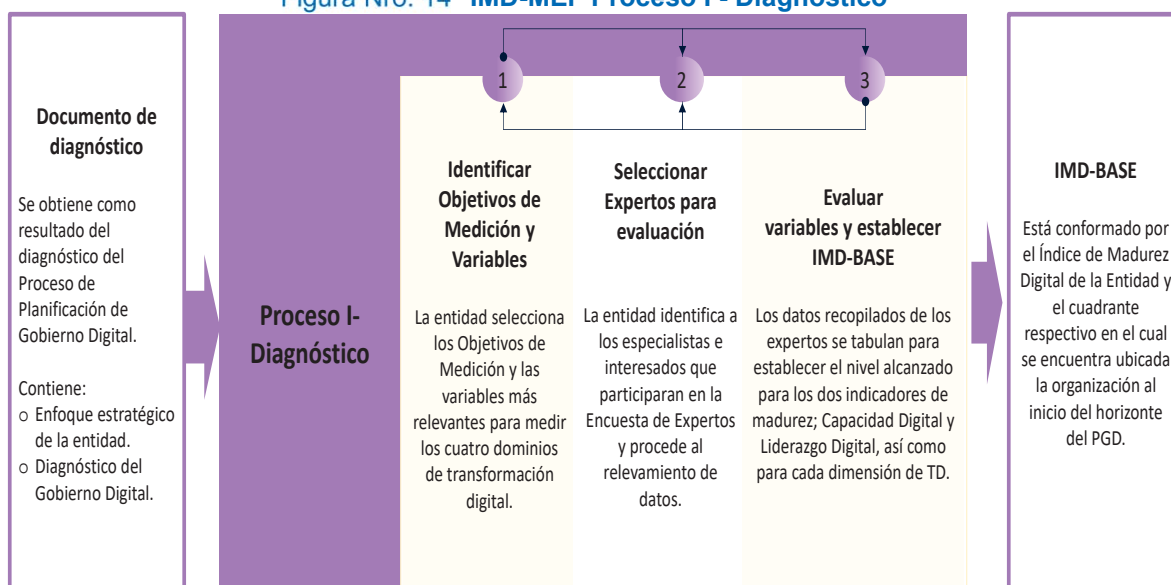 Figura Nro. 14 IMD-MEF Proceso I - Diagnóstico
Documento de
diagnóstico
Se obtiene como
resultado del
diagnóstico del
Proceso de
Planificación de
Gobierno Digital.
Contiene:
o Enfoque estratégico
de la entidad.
o Diagnóstico del
Gobierno Digital.
Proceso I-
Diagnóstico
1
Identificar
Objetivos de
Medición y
Variables
La entidad selecciona
los Objetivos de
Medición y las
variables más
relevantes para medir
los cuatro dominios
de transformación
digital.
2
Seleccionar
Expertos para
evaluación
La entidad identifica a
los especialistas e
interesados que
participaran en la
Encuesta de Expertos
y procede al
relevamiento de
datos.
3
Evaluar
variables y establecer
IMD-BASE
Los datos recopilados de los
expertos se tabulan para
establecer el nivel alcanzado
para los dos indicadores de
madurez; Capacidad Digital y
Liderazgo Digital, así como
para cada dimensión de TD.
IMD-BASE
Está conformado por
el Índice de Madurez
Digital de la Entidad y
el cuadrante
respectivo en el cual
se encuentra ubicada
la organización al
inicio del horizonte
del PGD.